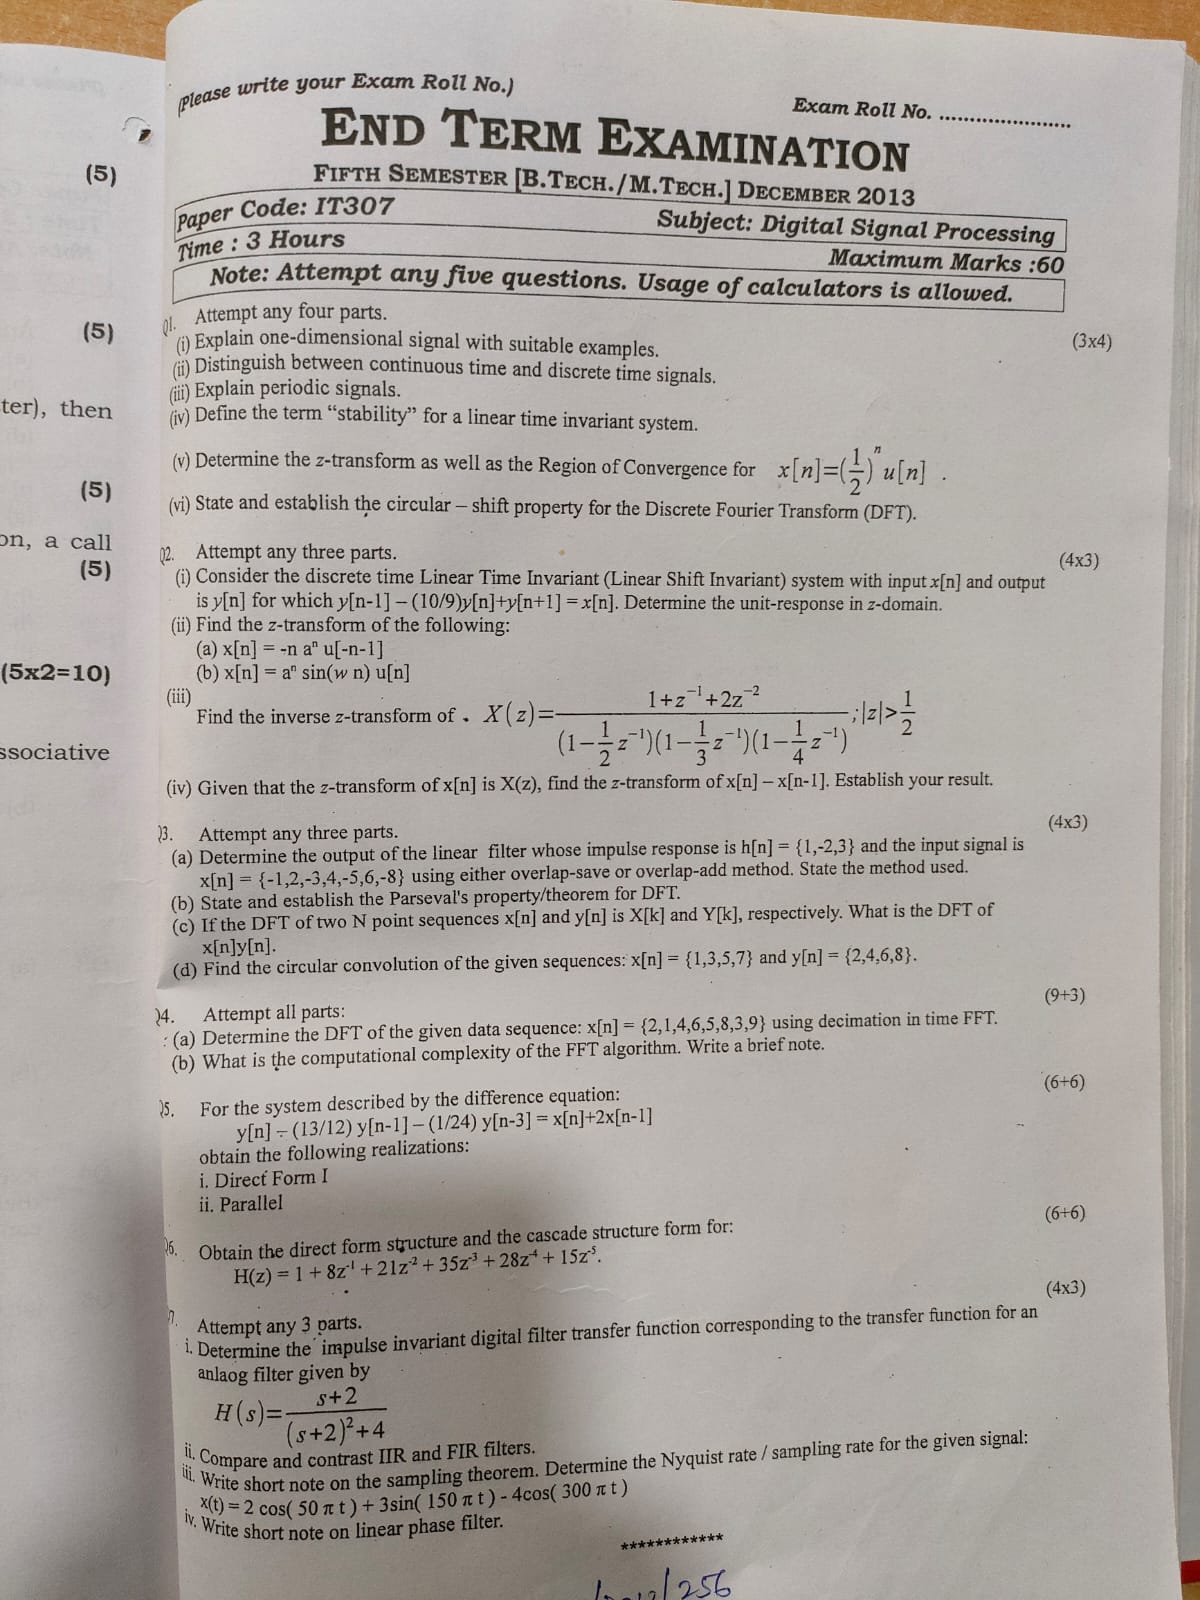 (5)
(5)
ter), then
(5)
on, a call
(5)
(5x2=10)
ssociative
(Please write your Exam Roll No.)
Exam Roll No. ......................
END TERM EXAMINATION
FIFTH SEMESTER [B.TECH./M.TECH.] DECEMBER 2013
Paper Code: IT307 Subject: Digital Signal Processing
Time : 3 Hours Maximum Marks :60
Note: Attempt any five questions. Usage of calculators is allowed.
Q1. Attempt any four parts. (3x4)
(i) Explain one-dimensional signal with suitable examples.
(ii) Distinguish between continuous time and discrete time signals.
(iii) Explain periodic signals.
(iv) Define the term “stability” for a linear time invariant system.
(v) Determine the z-transform as well as the Region of Convergence for x[n]=(1/2)^n u[n] .
(vi) State and establish the circular – shift property for the Discrete Fourier Transform (DFT).
Q2. Attempt any three parts. (4x3)
(i) Consider the discrete time Linear Time Invariant (Linear Shift Invariant) system with input x[n] and output
is y[n] for which y[n-1] – (10/9)y[n]+y[n+1] = x[n]. Determine the unit-response in z-domain.
(ii) Find the z-transform of the following:
(a) x[n] = -n aⁿ u[-n-1]
(b) x[n] = aⁿ sin(w n) u[n]
(iii)
Find the inverse z-transform of . X(z)= (1+z⁻¹+2z⁻²) / ((1-1/2 z⁻¹)(1-1/3 z⁻¹)(1-1/4 z⁻¹)) ;|z|>1/2
(iv) Given that the z-transform of x[n] is X(z), find the z-transform of x[n] – x[n-1]. Establish your result.
Q3. Attempt any three parts. (4x3)
(a) Determine the output of the linear filter whose impulse response is h[n] = {1,-2,3} and the input signal is
x[n] = {-1,2,-3,4,-5,6,-8} using either overlap-save or overlap-add method. State the method used.
(b) State and establish the Parseval's property/theorem for DFT.
(c) If the DFT of two N point sequences x[n] and y[n] is X[k] and Y[k], respectively. What is the DFT of
x[n]y[n].
(d) Find the circular convolution of the given sequences: x[n] = {1,3,5,7} and y[n] = {2,4,6,8}.
Q4. Attempt all parts: (9+3)
(a) Determine the DFT of the given data sequence: x[n] = {2,1,4,6,5,8,3,9} using decimation in time FFT.
(b) What is the computational complexity of the FFT algorithm. Write a brief note.
Q5. For the system described by the difference equation: (6+6)
y[n] – (13/12) y[n-1] – (1/24) y[n-3] = x[n]+2x[n-1]
obtain the following realizations:
i. Direct Form I
ii. Parallel
Q6. Obtain the direct form structure and the cascade structure form for: (6+6)
H(z) = 1 + 8z⁻¹ + 21z⁻² + 35z⁻³ + 28z⁻⁴ + 15z⁻⁵.
7. Attempt any 3 parts. (4x3)
i. Determine the impulse invariant digital filter transfer function corresponding to the transfer function for an
anlaog filter given by
H(s)= (s+2) / ((s+2)²+4)
ii. Compare and contrast IIR and FIR filters.
iii. Write short note on the sampling theorem. Determine the Nyquist rate / sampling rate for the given signal:
x(t) = 2 cos( 50 π t ) + 3sin( 150 π t ) - 4cos( 300 π t )
iv. Write short note on linear phase filter.
************
256